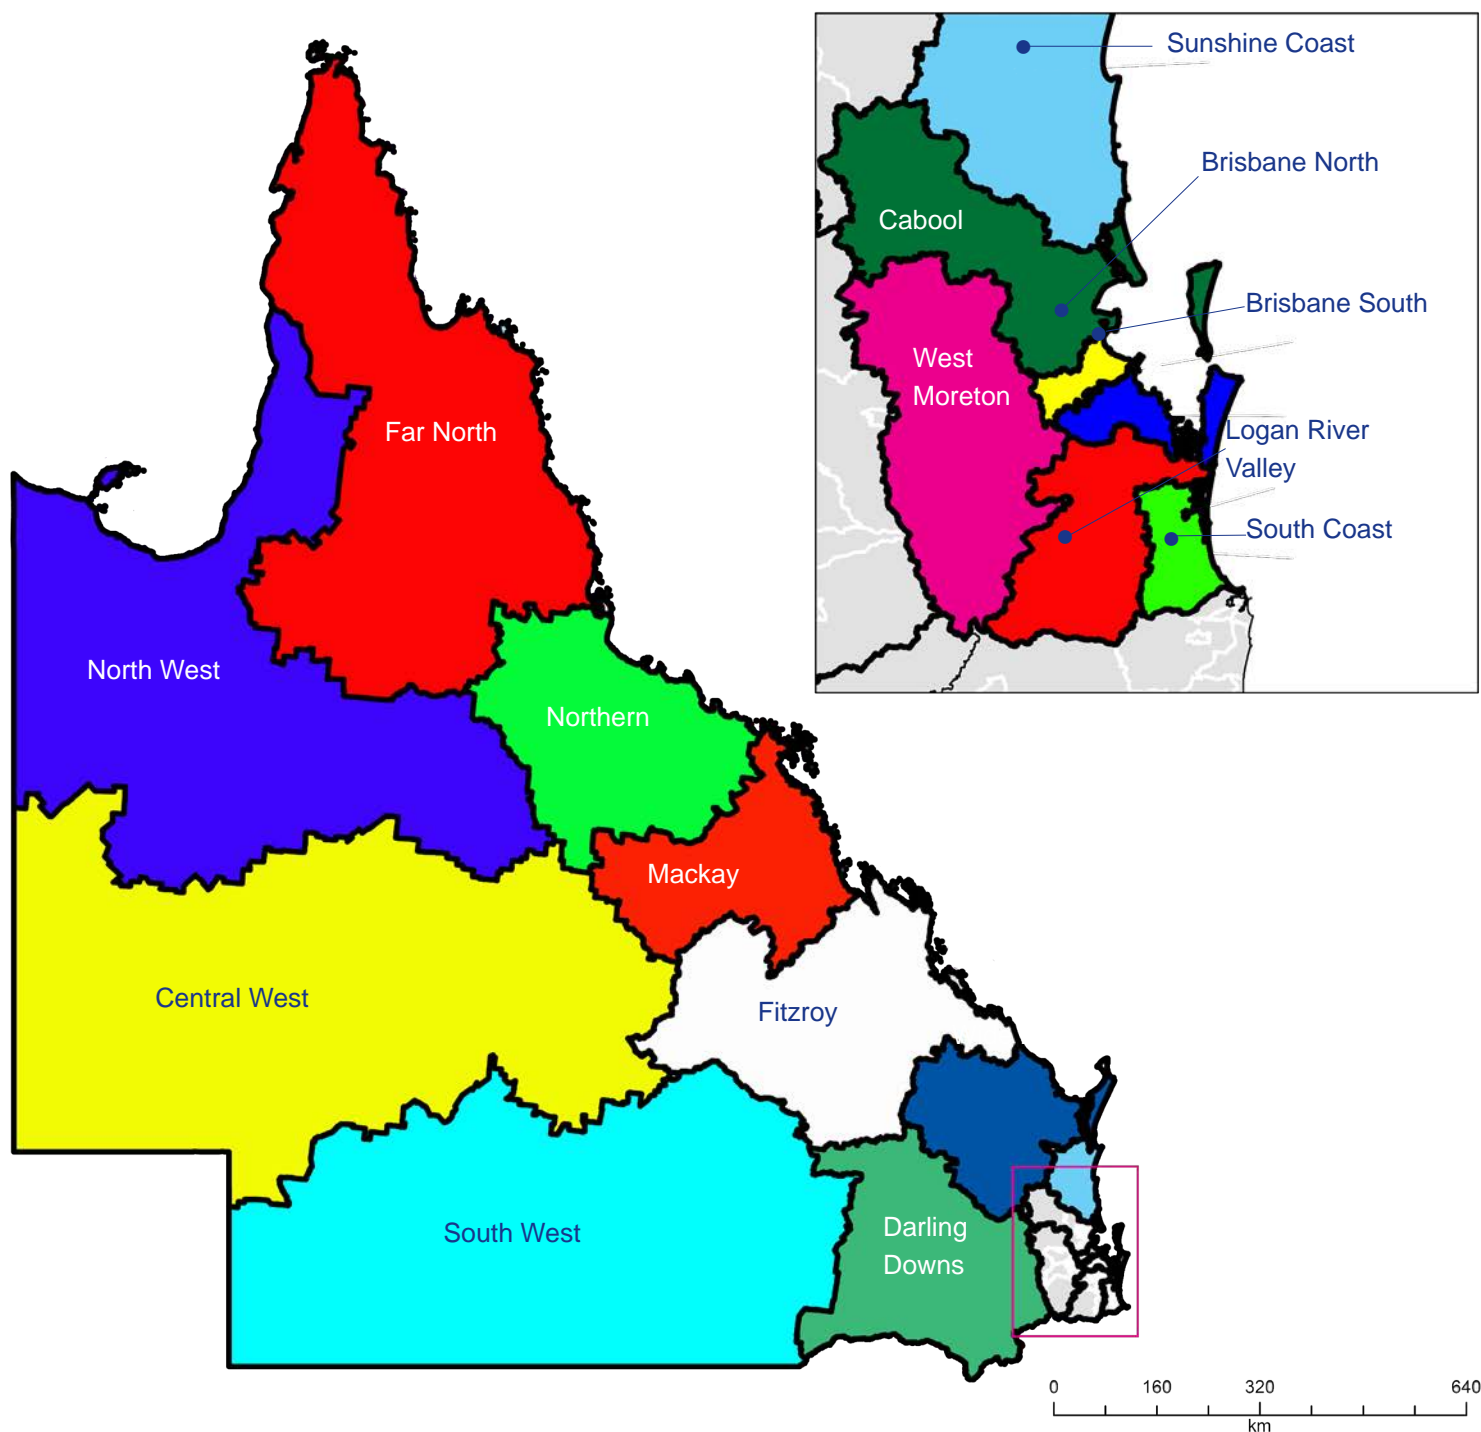 Sunshine Coast
Brisbane North
Cabool
Brisbane South
West
Moreton
Logan River
Valley
South Coast
Far North
North West
Northern
Mackay
Central West
Fitzroy
South West
Darling
Downs
0 160 320 640
km